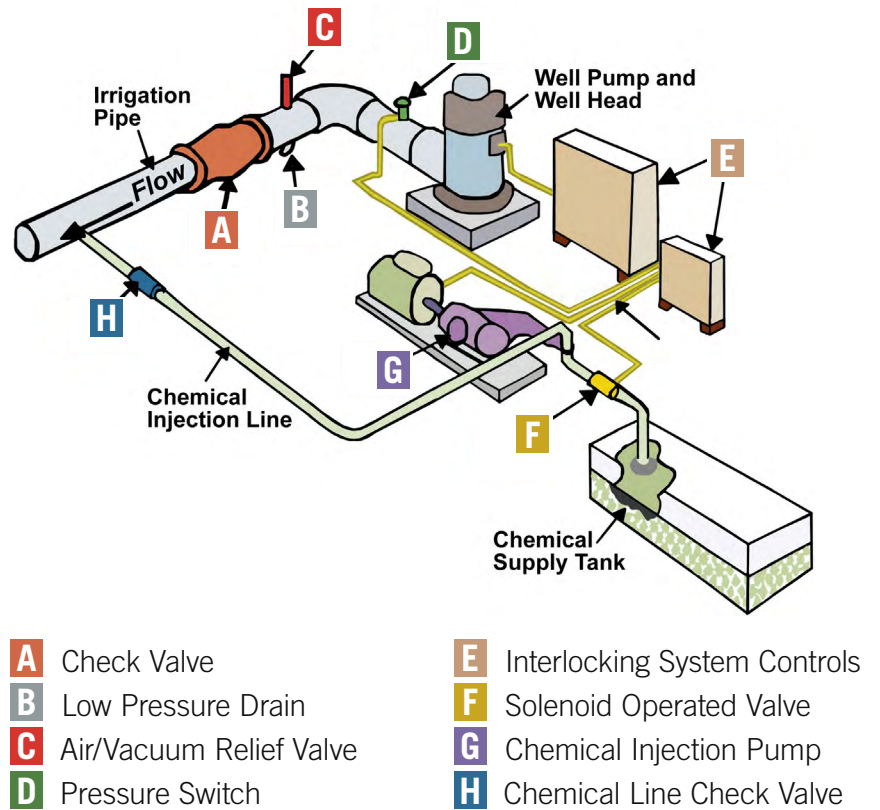 C
D
Well Pump and
Well Head
Irrigation
Pipe
E
Flow
A
B
H
G
Chemical
Injection Line
F
Chemical
Supply Tank
A Check Valve
B Low Pressure Drain
C Air/Vacuum Relief Valve
D Pressure Switch
E Interlocking System Controls
F Solenoid Operated Valve
G Chemical Injection Pump
H Chemical Line Check Valve